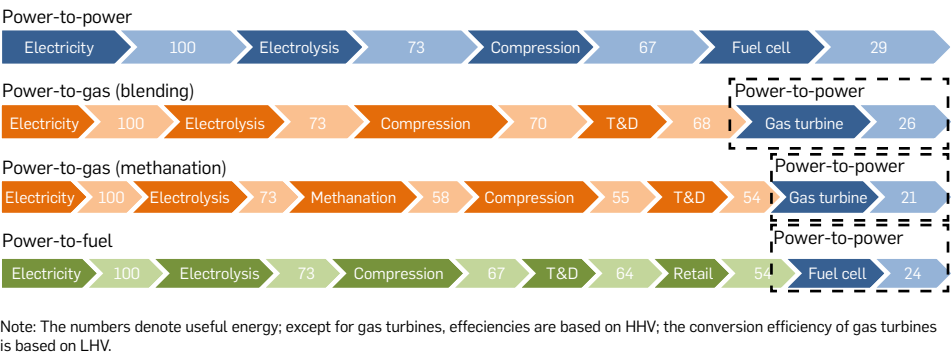 Power-to-power
Electricity 100 Electrolysis 73 Compression 67 Fuel cell 29
Power-to-gas (blending)
Power-to-power
Electricity 100 Electrolysis 73 Compression 70 T&D 68 Gas turbine 26
Power-to-gas (methanation)
Power-to-power
Electricity 100 Electrolysis 73 Methanation 58 Compression 55 T&D 54 Gas turbine 21
Power-to-fuel
Power-to-power
Electricity 100 Electrolysis 73 Compression 67 T&D 64 Retail 54 Fuel cell 24
Note: The numbers denote useful energy; except for gas turbines, effeciencies are based on HHV; the conversion efficiency of gas turbines
is based on LHV.